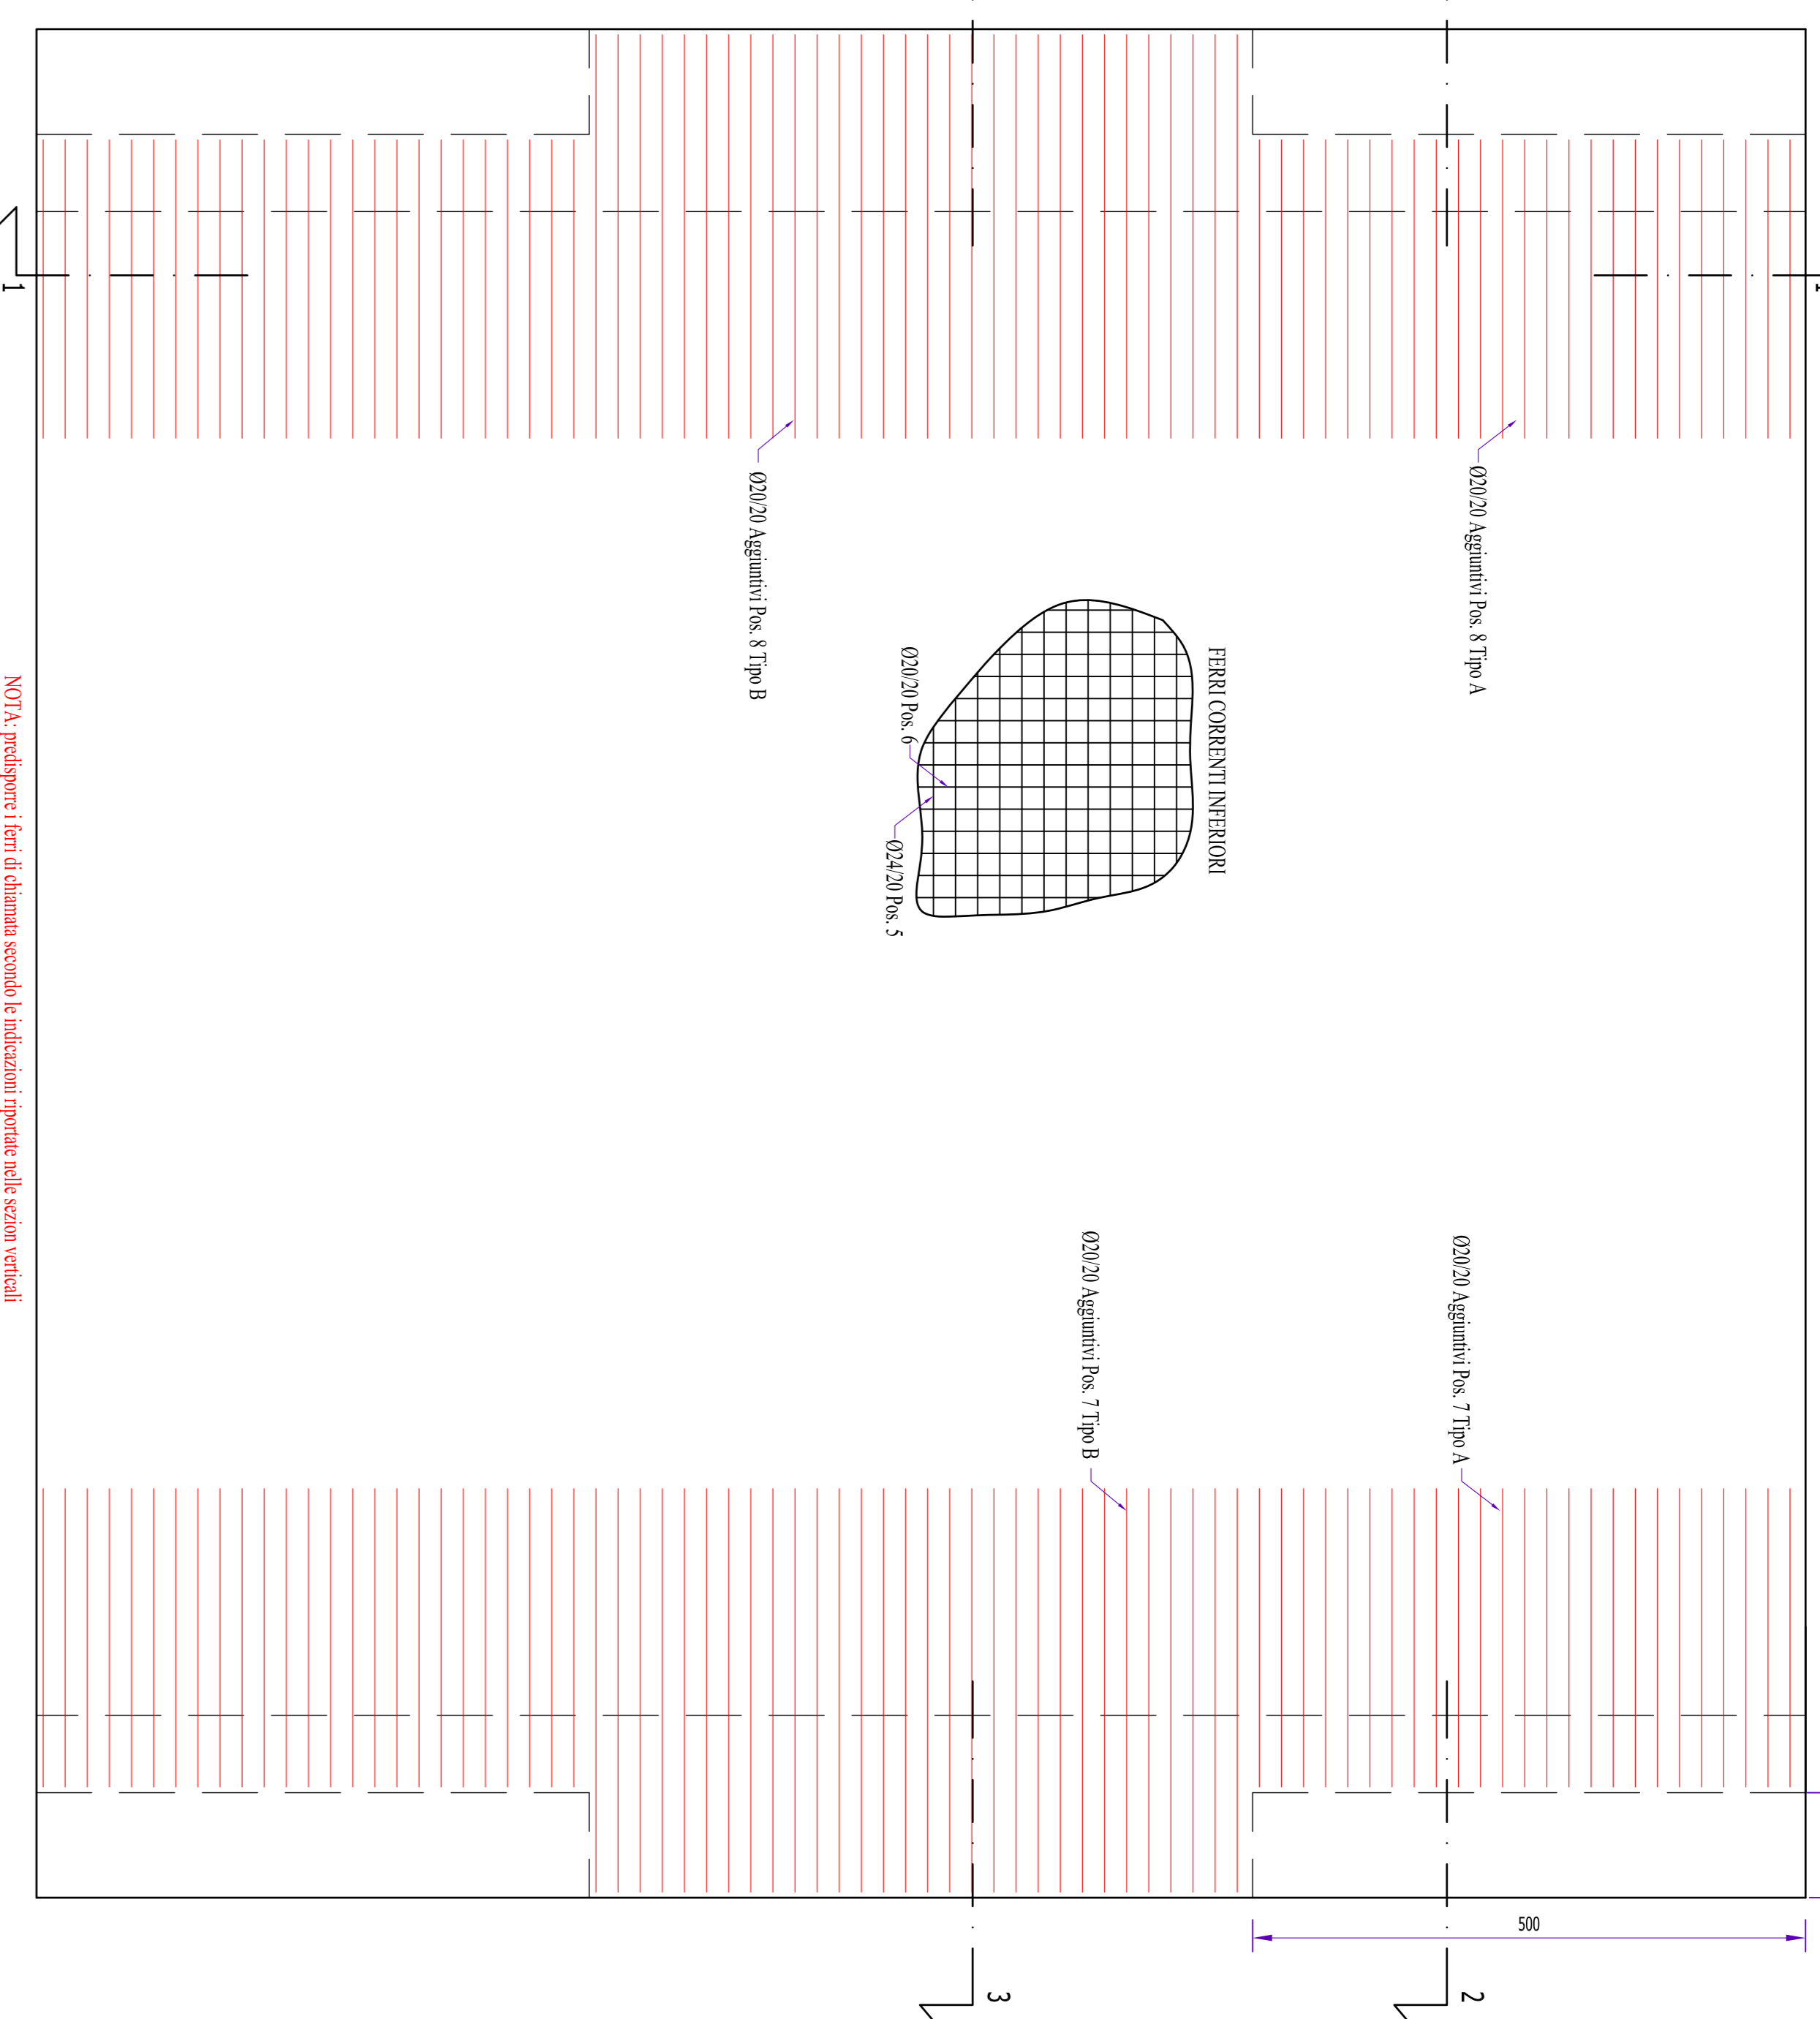 1
1
Ø20/20 Aggiuntivi Pos. 8 Tipo A
Ø20/20 Aggiuntivi Pos. 8 Tipo B
FERRI CORRENTI INFERIORI
Ø20/20 Pos. 6
Ø24/20 Pos. 5
Ø20/20 Aggiuntivi Pos. 7 Tipo A
Ø20/20 Aggiuntivi Pos. 7 Tipo B
500
2
3
NOTA: predisporre i ferri di chiamata secondo le indicazioni riportate nelle sezion verticali